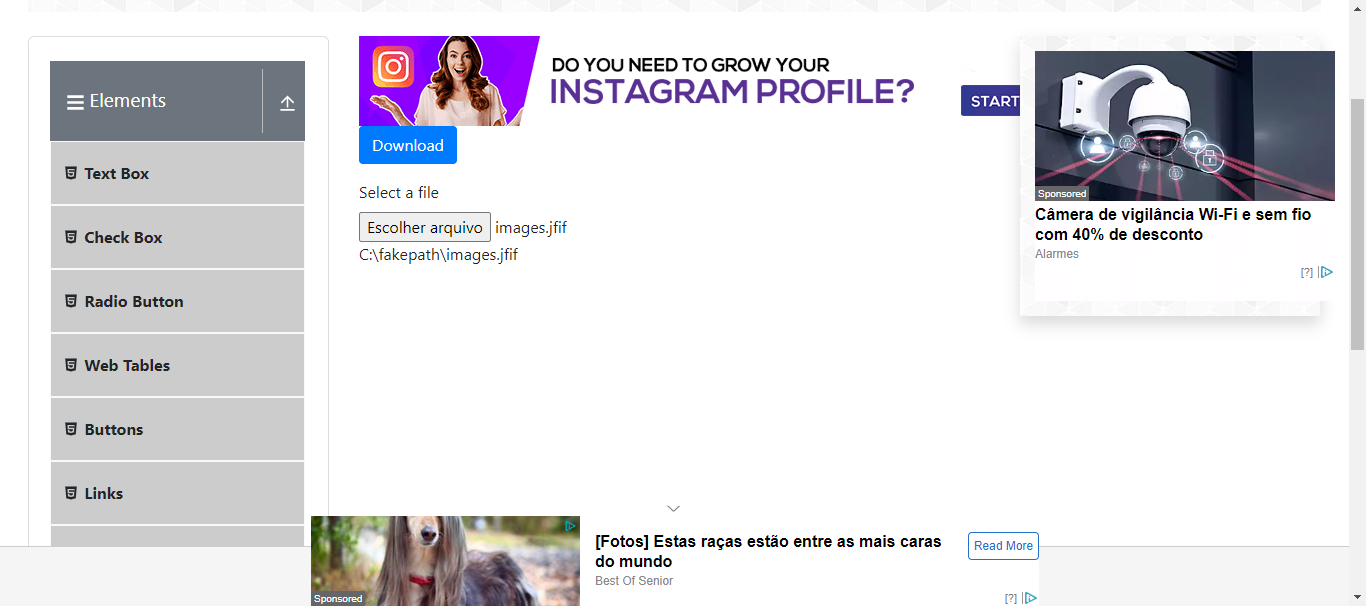 Elements
Text Box
Check Box
Radio Button
Web Tables
Buttons
Links
DO YOU NEED TO GROW YOUR
INSTAGRAM PROFILE?
START
Download
Select a file
Escolher arquivo images.jfif
C:\fakepath\images.jfif
Sponsored
Câmera de vigilância Wi-Fi e sem fio
com 40% de desconto
Alarmes
[?]
Sponsored
[Fotos] Estas raças estão entre as mais caras
do mundo
Best Of Senior
Read More
[?]